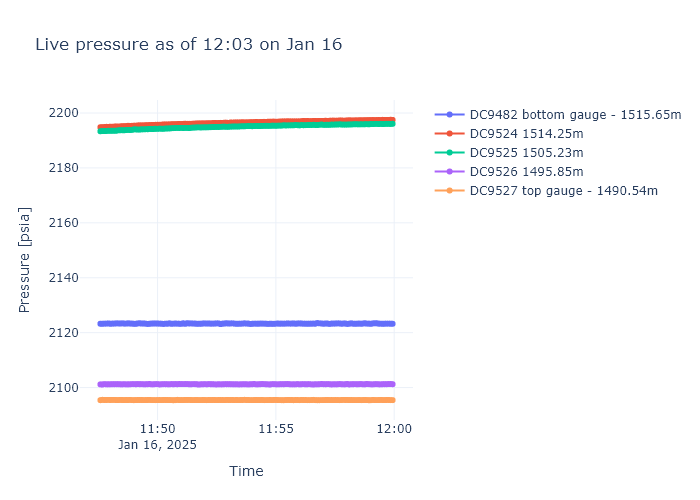 Live pressure as of 12:03 on Jan 16
2200
2180
2160
2140
2120
2100
Pressure [psia]
11:50
Jan 16, 2025
11:55
12:00
Time
DC9482 bottom gauge - 1515.65m
DC9524 1514.25m
DC9525 1505.23m
DC9526 1495.85m
DC9527 top gauge - 1490.54m